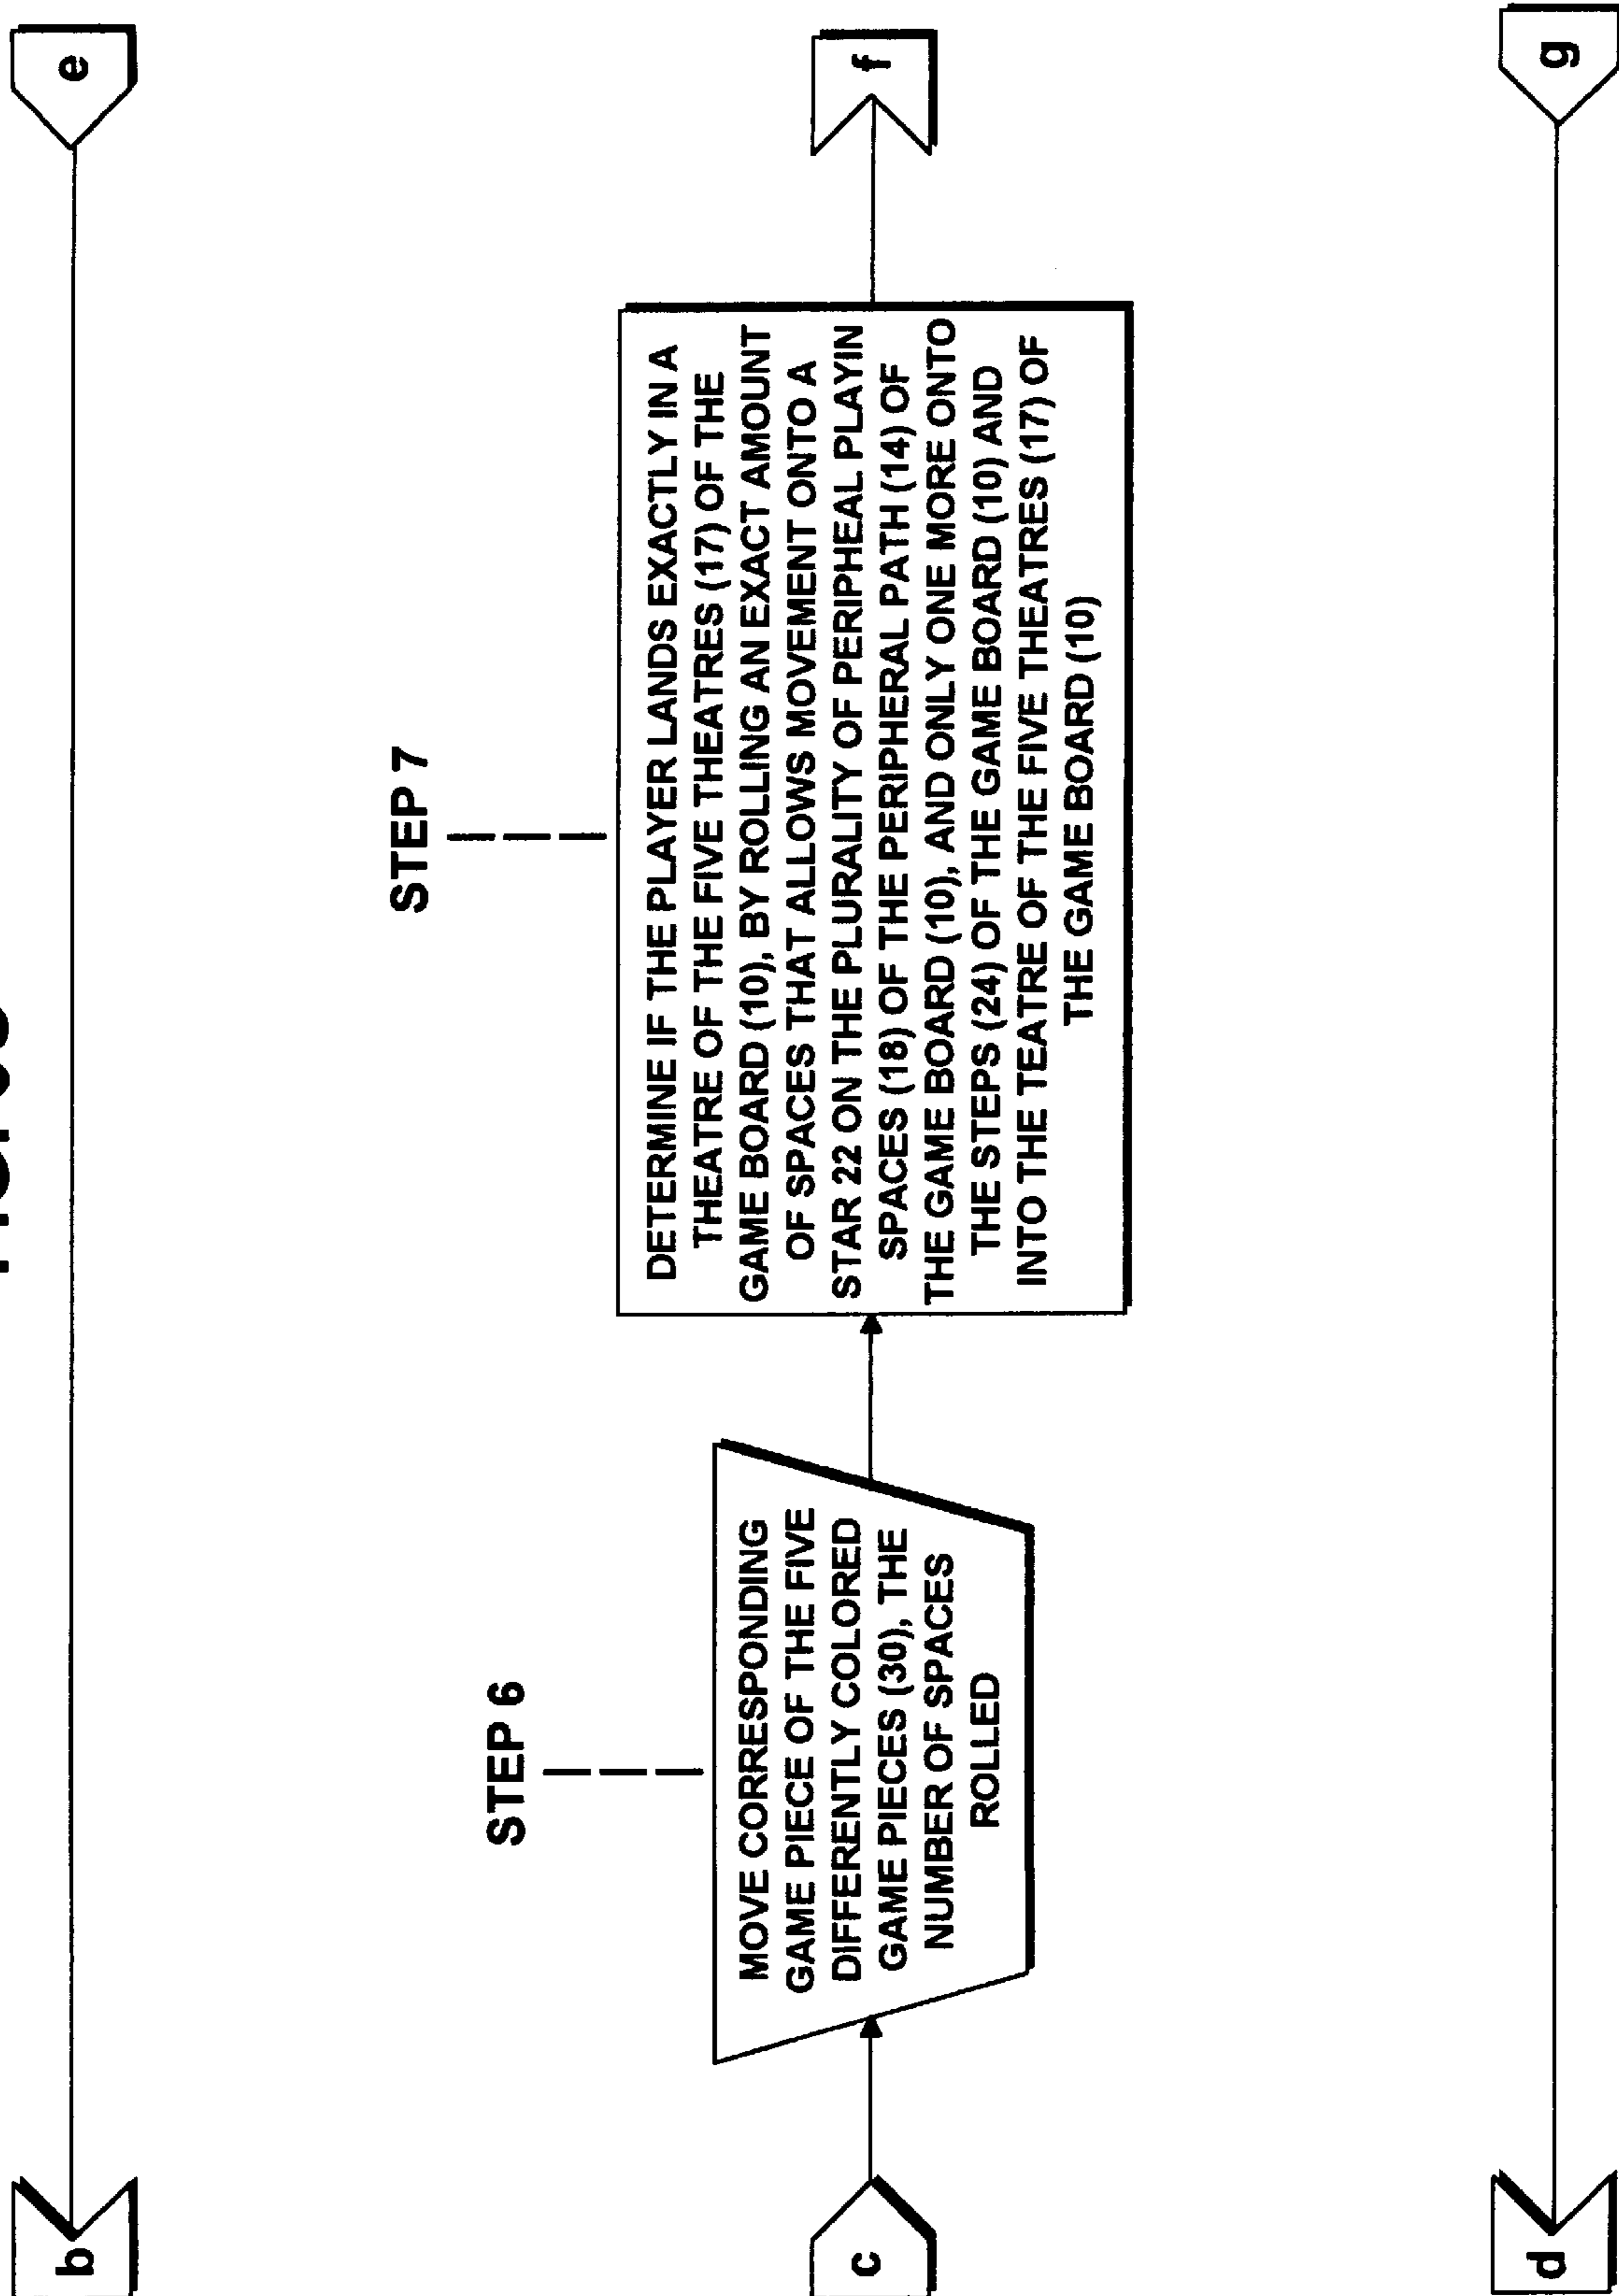 b
e
STEP 6
MOVE CORRESPONDING
GAME PIECE OF THE FIVE
DIFFERENTLY COLORED
GAME PIECES (30), THE
NUMBER OF SPACES
ROLLED
STEP 7
DETERMINE IF THE PLAYER LANDS EXACTLY IN A
THEATRE OF THE FIVE THEATRES (17) OF THE
GAME BOARD (10), BY ROLLING AN EXACT AMOUNT
OF SPACES THAT ALLOWS MOVEMENT ONTO A
STAR 22 ON THE PLURALITY OF PERIPHEAL PLAYIN
SPACES (18) OF THE PERIPHERAL PATH (14) OF
THE GAME BOARD (10), AND ONLY ONE MORE ONTO
THE STEPS (24) OF THE GAME BOARD (10) AND
INTO THE TEATRE OF THE FIVE THEATRES (17) OF
THE GAME BOARD (10)
c
f
d
g